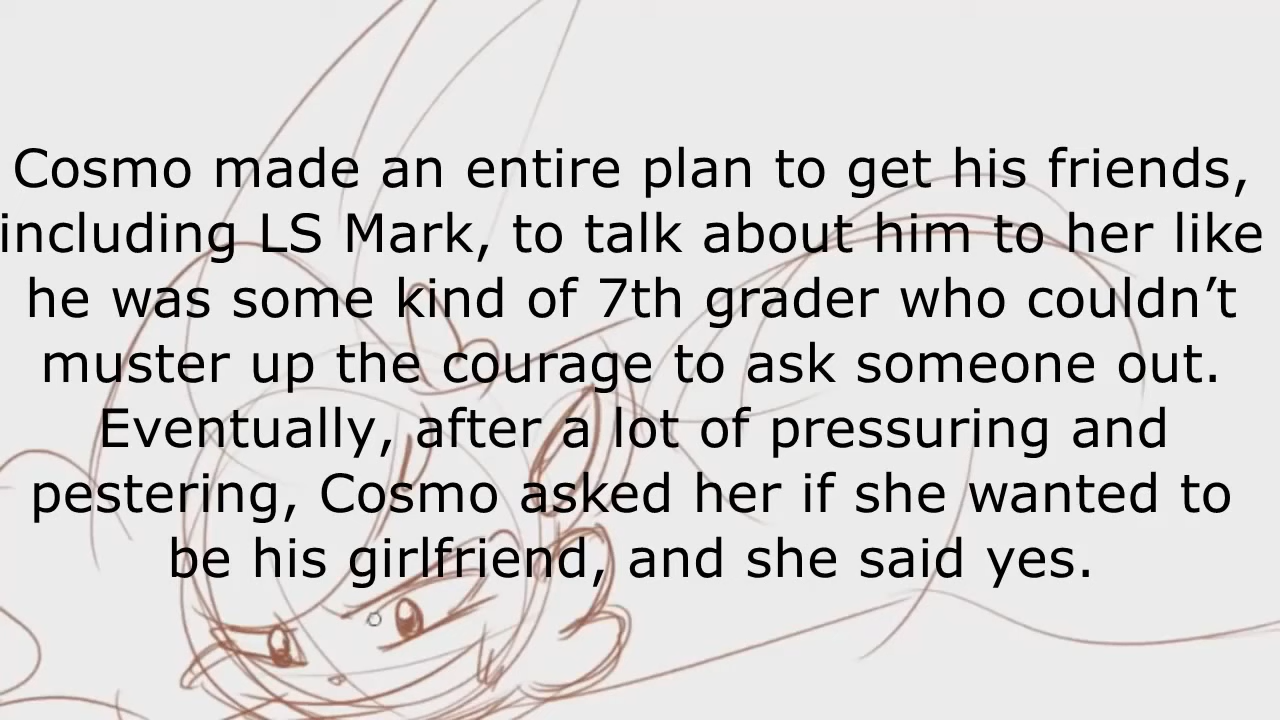 Cosmo made an entire plan to get his friends,
including LS Mark, to talk about him to her like
he was some kind of 7th grader who couldn’t
muster up the courage to ask someone out.
Eventually, after a lot of pressuring and
pestering, Cosmo asked her if she wanted to
be his girlfriend, and she said yes.